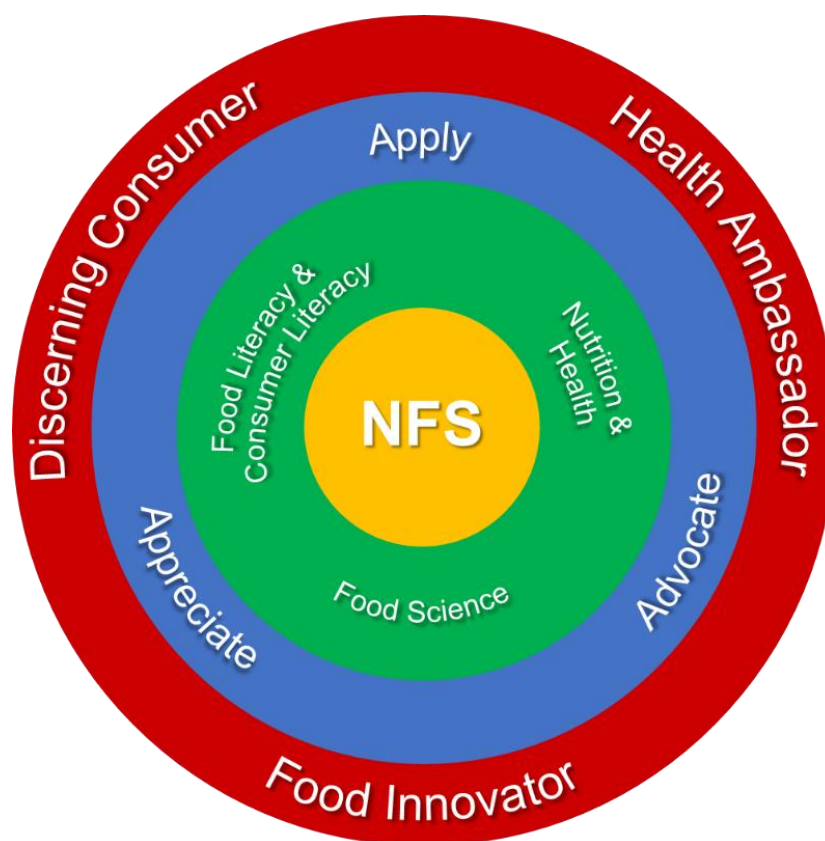 Discerning Consumer
Health Ambassador
Food Innovator
Apply
Advocate
Appreciate
Food Literacy &
Consumer Literacy
Nutrition &
Health
Food Science
NFS